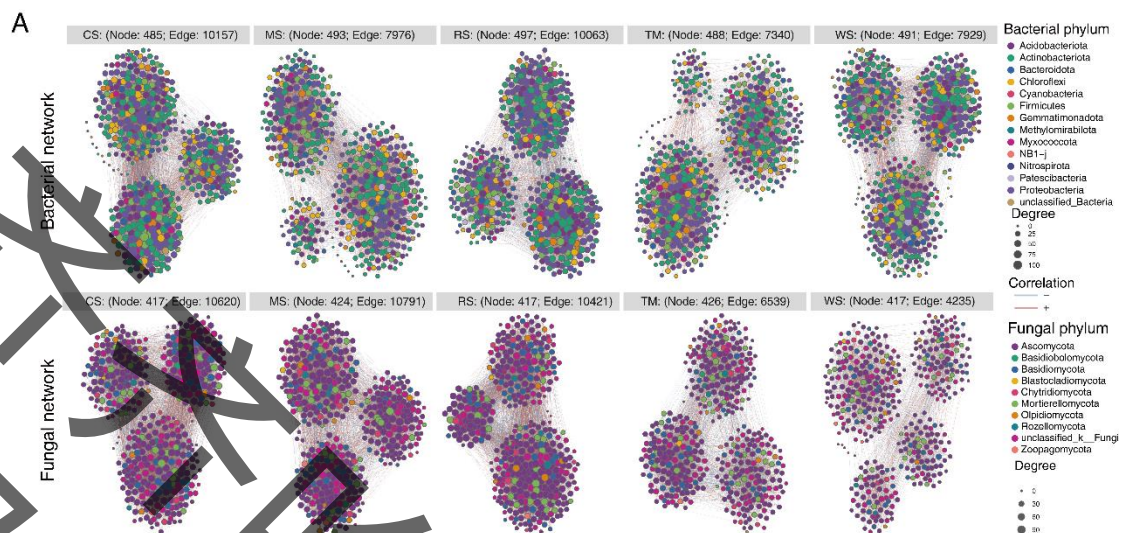 A
CS: (Node: 485; Edge: 10157)
MS: (Node: 493; Edge: 7976)
RS: (Node: 497; Edge: 10063)
TM: (Node: 488; Edge: 7340)
WS: (Node: 491; Edge: 7929)
Bacterial network
Bacterial phylum
Acidobacteriota
Actinobacteriota
Bacteroidota
Chloroflexi
Cyanobacteria
Firmicutes
Gemmatimonadota
Methylomirabilota
Myxococcota
NB1-j
Nitrospirota
Patescibacteria
Proteobacteria
unclassified_Bacteria
Degree
0
25
50
75
100
Correlation
−
+
CS: (Node: 417; Edge: 10620)
MS: (Node: 424; Edge: 10791)
RS: (Node: 417; Edge: 10421)
TM: (Node: 426; Edge: 6539)
WS: (Node: 417; Edge: 4235)
Fungal network
Fungal phylum
Ascomycota
Basidiobolomycota
Basidiomycota
Blastocladiomycota
Chytridiomycota
Mortierellomycota
Olpidiomycota
Rozellomycota
unclassified_k__Fungi
Zoopagomycota
Degree
0
30
60
90